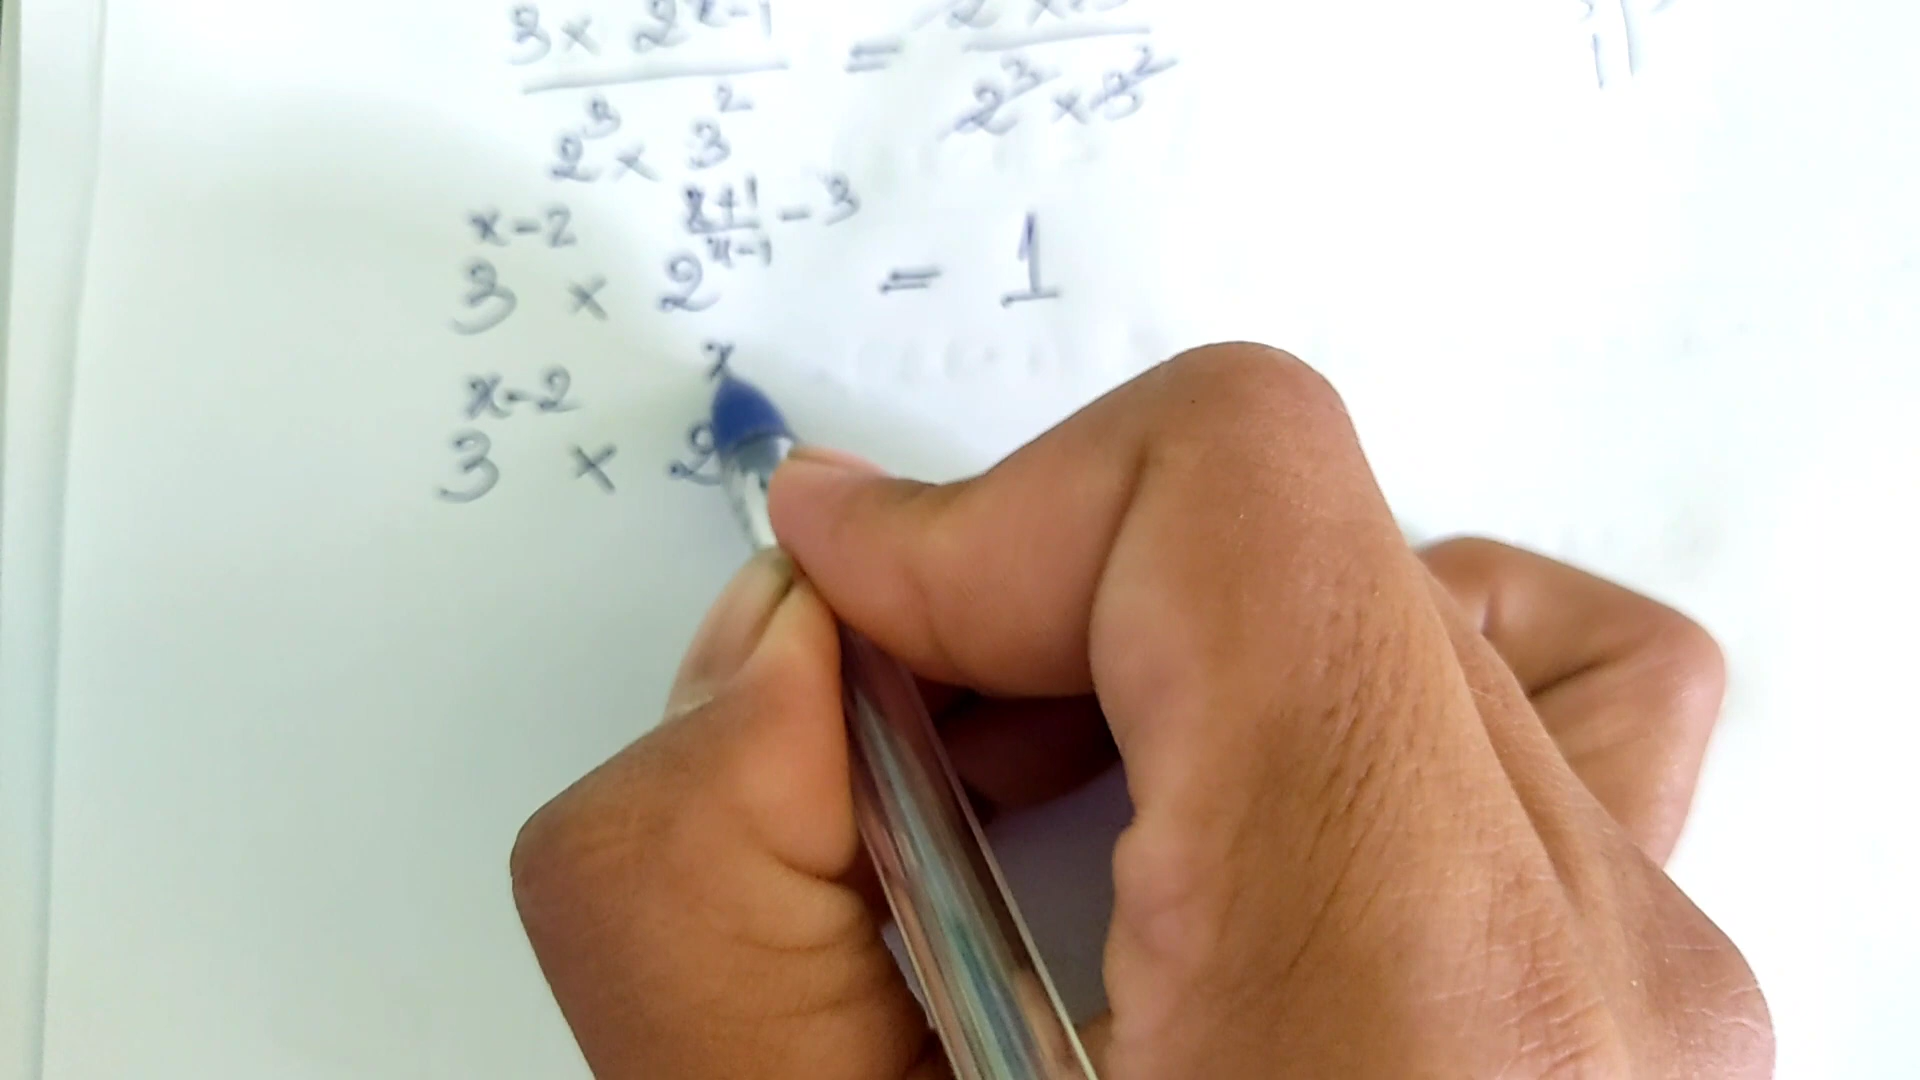 3 × 2^(x-1) / (2^3 × 3^2) = / (2^3 × 3^2)
3^(x-2) × 2^((x+1)/(x-1) - 3) = 1
3^(x-2) × 2^x